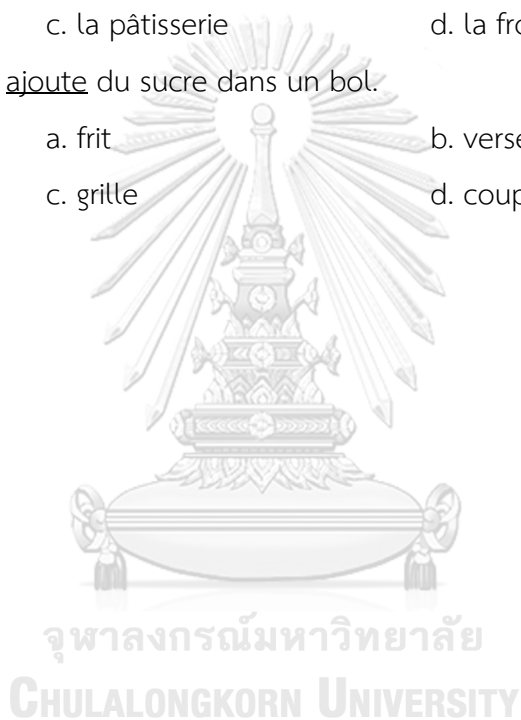 c. la pâtisserie d. la fro
ajoute du sucre dans un bol.
a. frit b. verse
c. grille d. coup
จุฬาลงกรณ์มหาวิทยาลัย
CHULALONGKORN UNIVERSITY